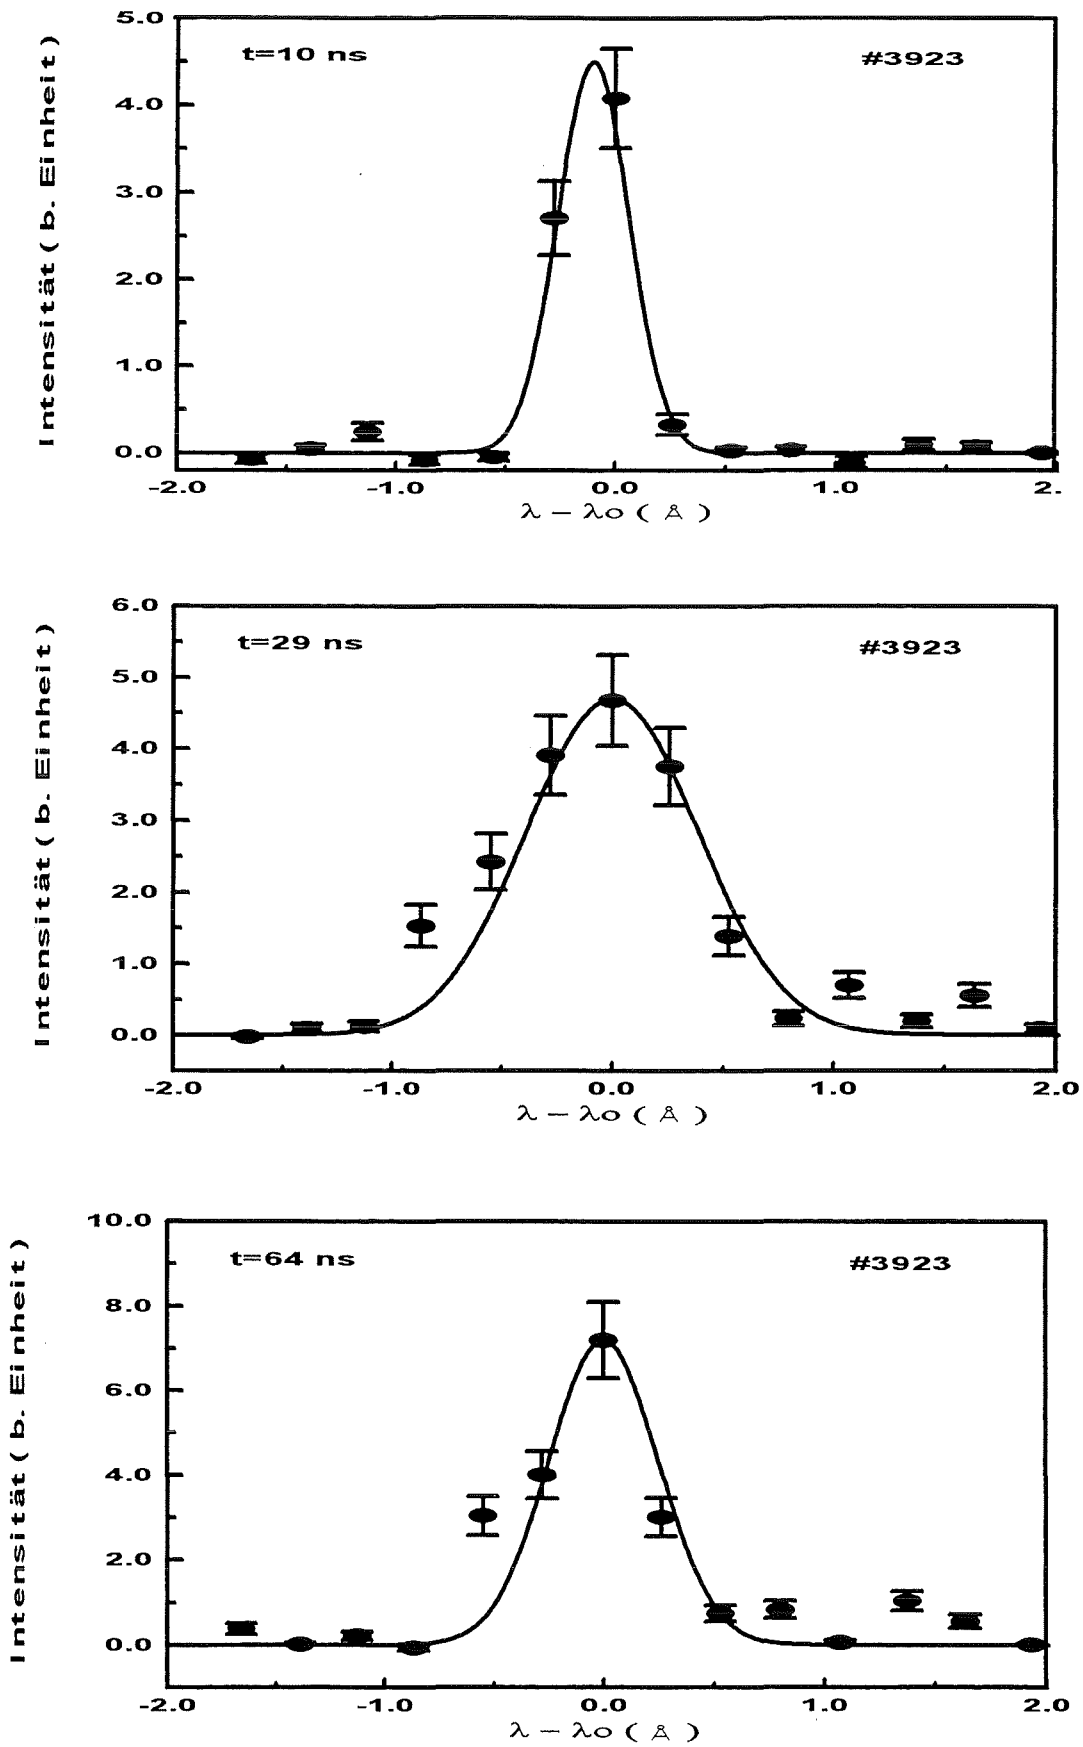 5.0
t=10 ns
#3923
4.0
3.0
2.0
1.0
0.0
Intensität ( b. Einheit)
-2.0 -1.0 0.0 1.0 2.
λ − λo ( Å )
6.0
t=29 ns
#3923
5.0
4.0
3.0
2.0
1.0
0.0
Intensität ( b. Einheit)
-2.0 -1.0 0.0 1.0 2.0
λ − λo ( Å )
10.0
t=64 ns
#3923
8.0
6.0
4.0
2.0
0.0
Intensität ( b. Einheit)
-2.0 -1.0 0.0 1.0 2.0
λ − λo ( Å )